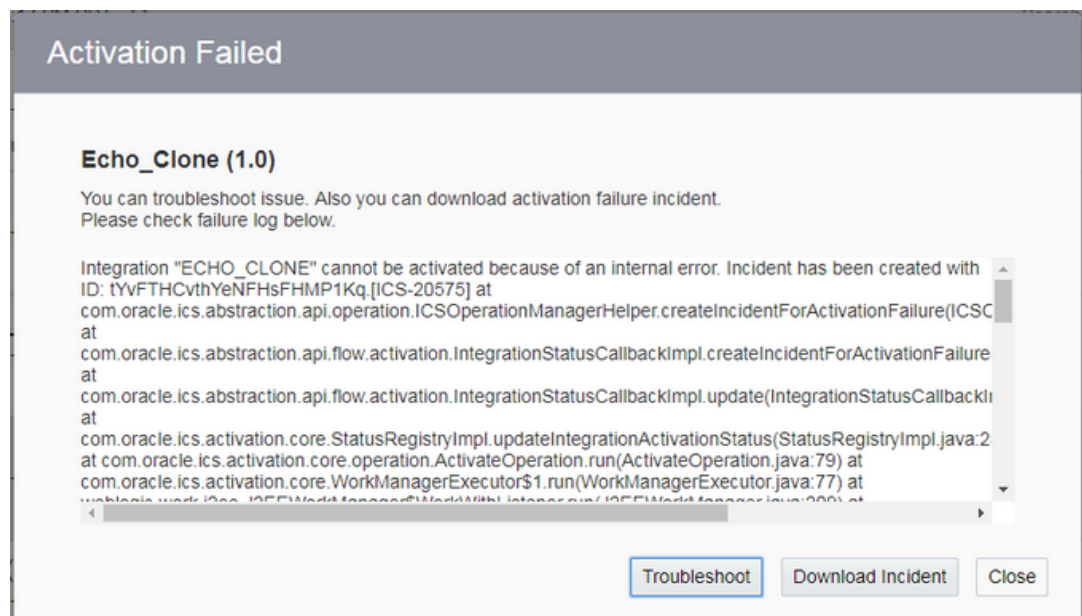 Activation Failed
Echo_Clone (1.0)
You can troubleshoot issue. Also you can download activation failure incident.
Please check failure log below.
Integration "ECHO_CLONE" cannot be activated because of an internal error. Incident has been created with
ID: tYvFTHCvthYeNFHsFHMP1Kq.[ICS-20575] at
com.oracle.ics.abstraction.api.operation.ICSOperationManagerHelper.createIncidentForActivationFailure(ICSO
at
com.oracle.ics.abstraction.api.flow.activation.IntegrationStatusCallbackImpl.createIncidentForActivationFailure
at
com.oracle.ics.abstraction.api.flow.activation.IntegrationStatusCallbackImpl.update(IntegrationStatusCallbackI
at
com.oracle.ics.activation.core.StatusRegistryImpl.updateIntegrationActivationStatus(StatusRegistryImpl.java:2
at com.oracle.ics.activation.core.operation.ActivateOperation.run(ActivateOperation.java:79) at
com.oracle.ics.activation.core.WorkManagerExecutor$1.run(WorkManagerExecutor.java:77) at
Troubleshoot
Download Incident
Close